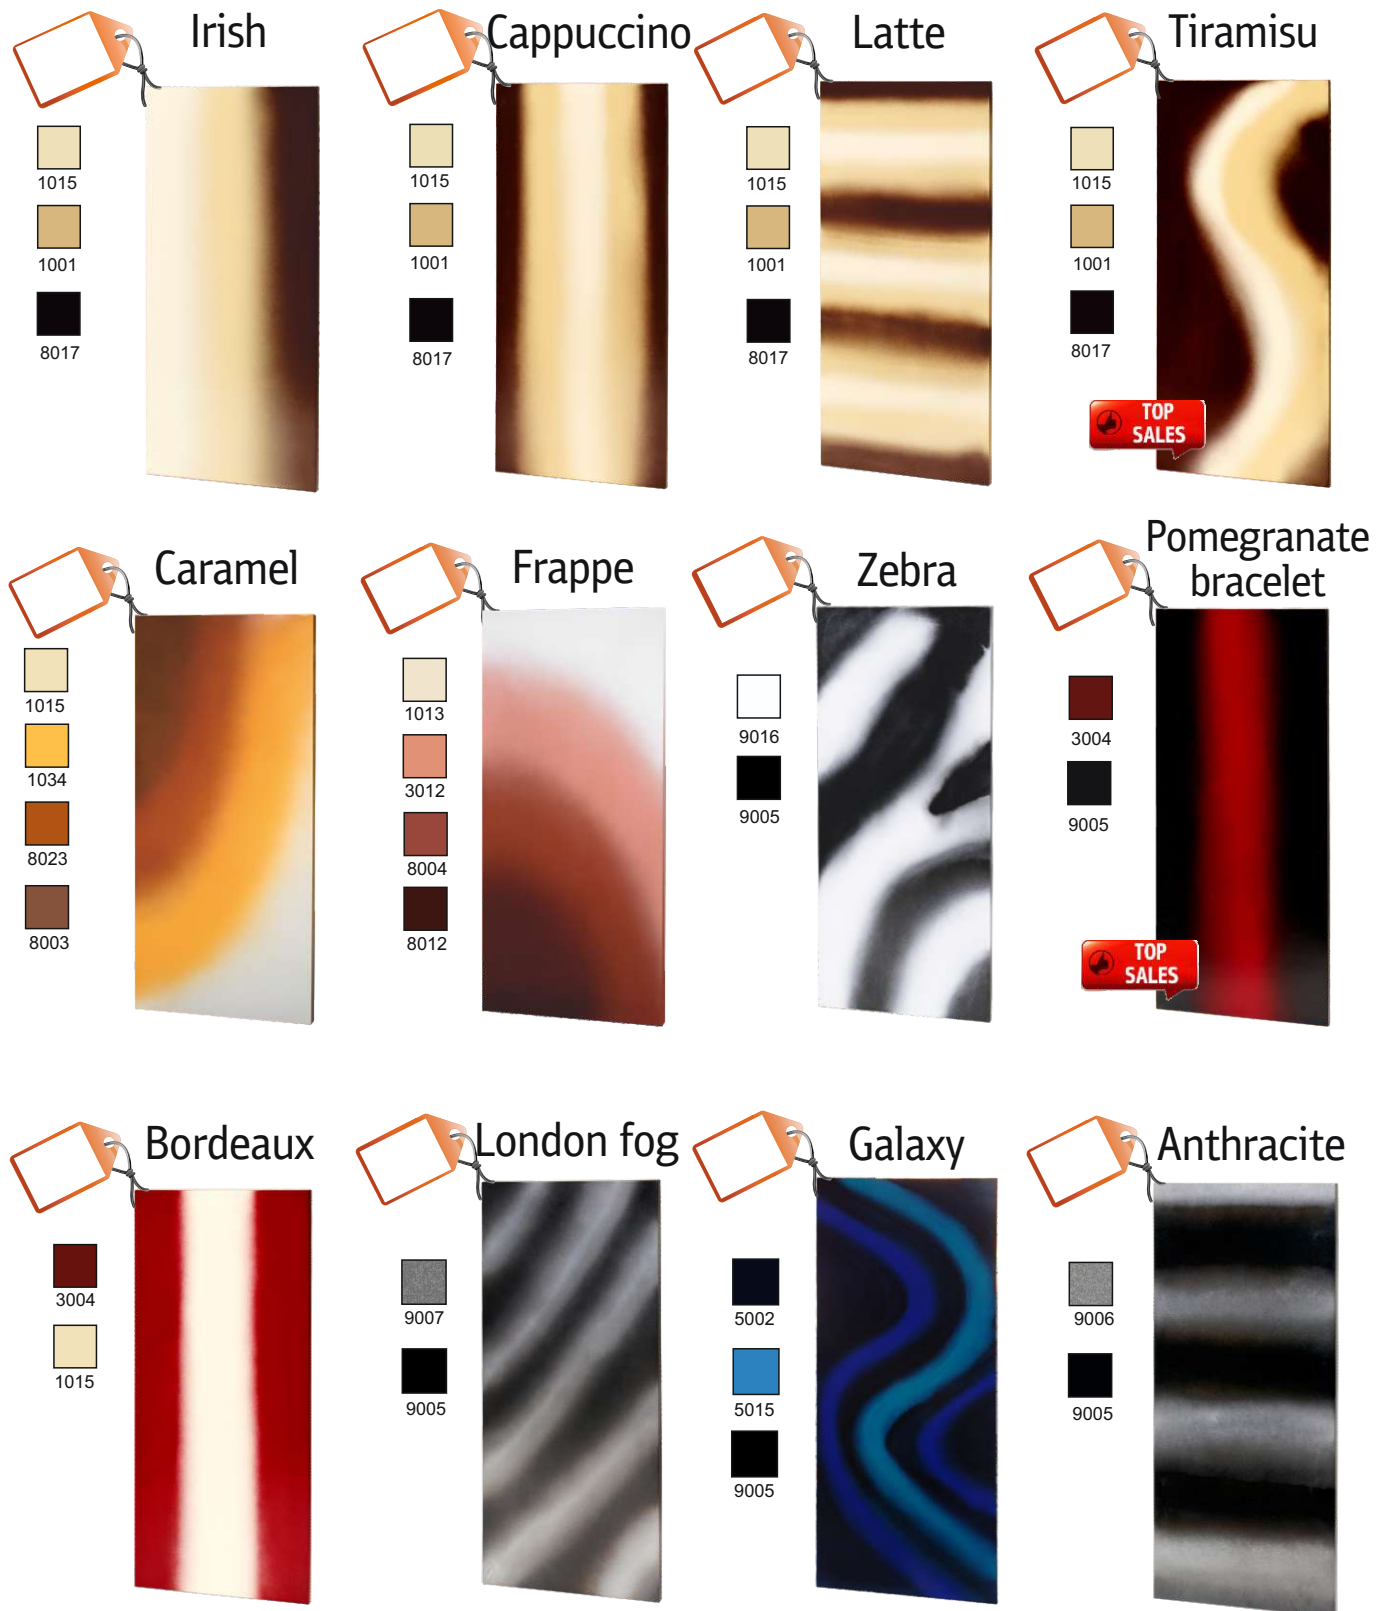 Irish
1015
1001
8017
Cappuccino
1015
1001
8017
Latte
1015
1001
8017
Tiramisu
1015
1001
8017
TOP
SALES
Caramel
1015
1034
8023
8003
Frappe
1013
3012
8004
8012
Zebra
9016
9005
Pomegranate
bracelet
3004
9005
TOP
SALES
Bordeaux
3004
1015
London fog
9007
9005
Galaxy
5002
5015
9005
Anthracite
9006
9005